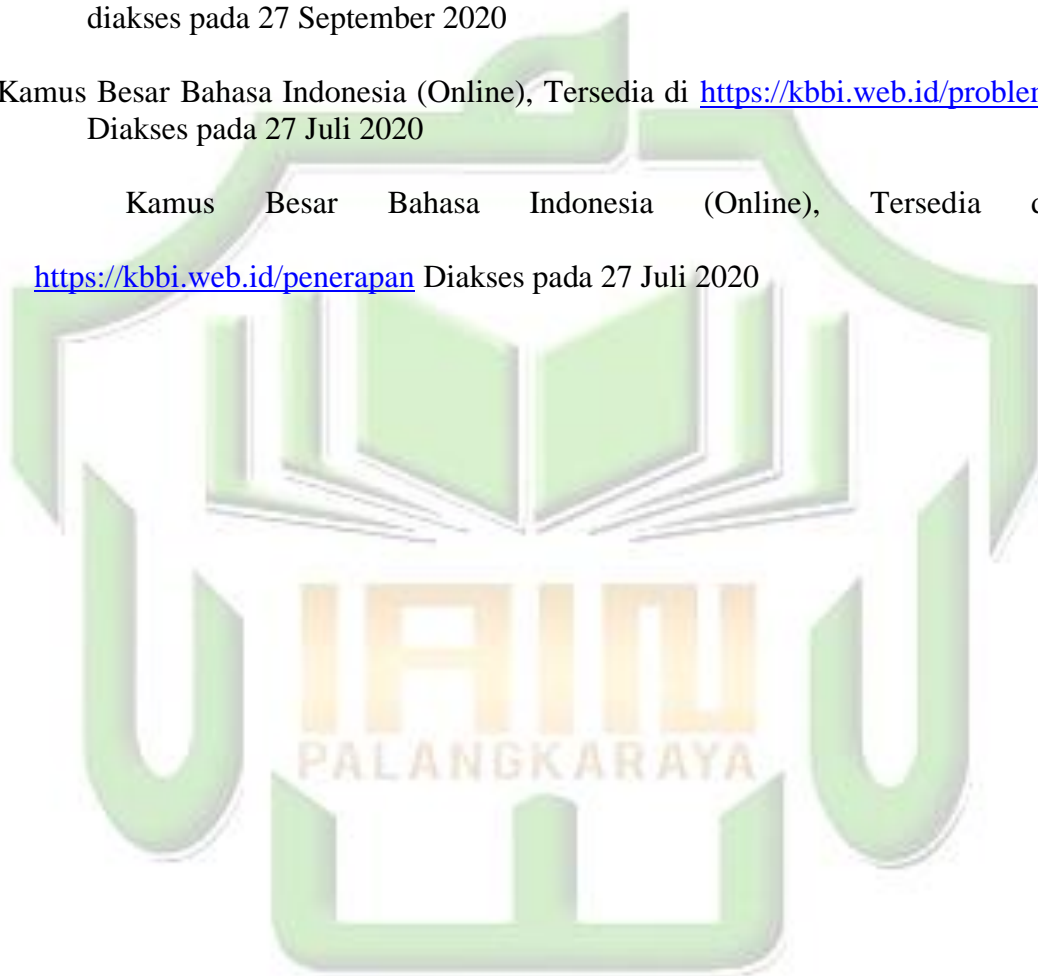 diakses pada 27 September 2020
Kamus Besar Bahasa Indonesia (Online), Tersedia di https://kbbi.web.id/problem
Diakses pada 27 Juli 2020
Kamus Besar Bahasa Indonesia (Online), Tersedia
https://kbbi.web.id/penerapan Diakses pada 27 Juli 2020
IAIN
PALANGKARAYA